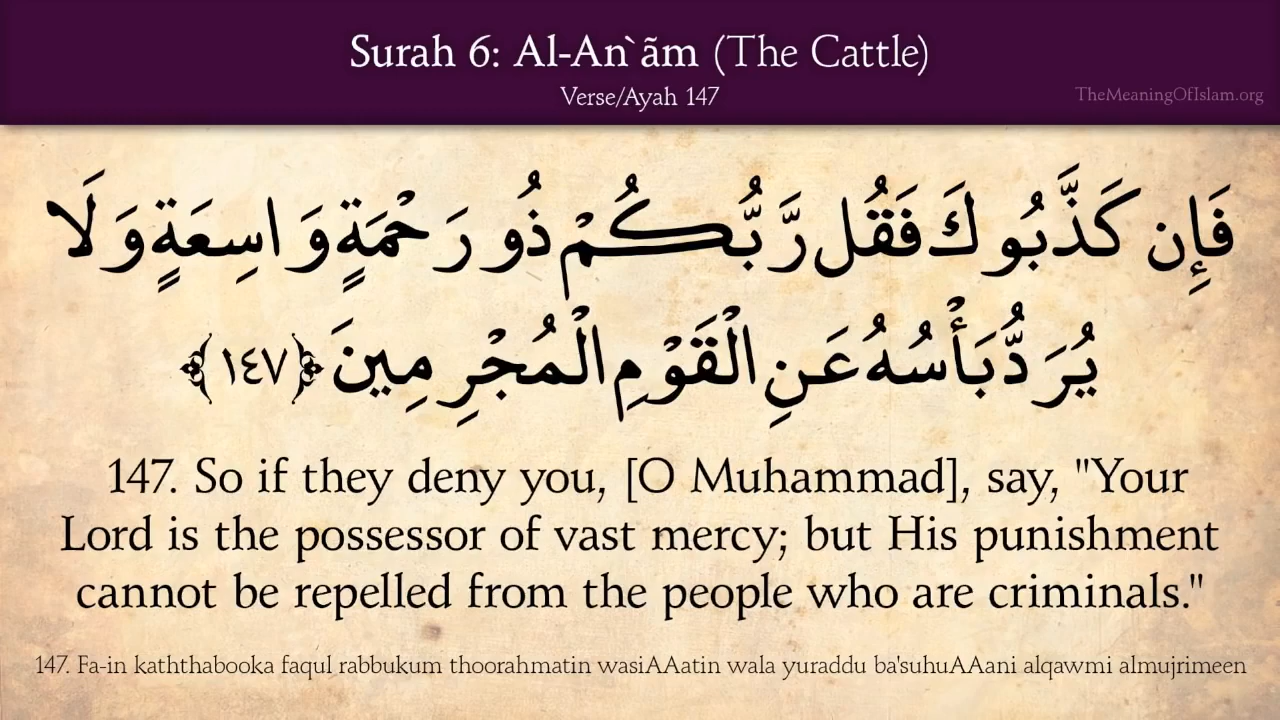 Surah 6: Al-An`ãm (The Cattle)
Verse/Ayah 147
TheMeaningOfIslam.org
فَإِن كَذَّبُوكَ فَقُل رَّبُّكُمْ ذُو رَحْمَةٍ وَاسِعَةٍ وَلَا
يُرَدُّ بَأْسُهُ عَنِ الْقَوْمِ الْمُجْرِمِينَ ﴿١٤٧﴾
147. So if they deny you, [O Muhammad], say, "Your
Lord is the possessor of vast mercy; but His punishment
cannot be repelled from the people who are criminals."
147. Fa-in kaththabooka faqul rabbukum thoorahmatin wasiAAatin wala yuraddu ba'suhuAAani alqawmi almujrimeen